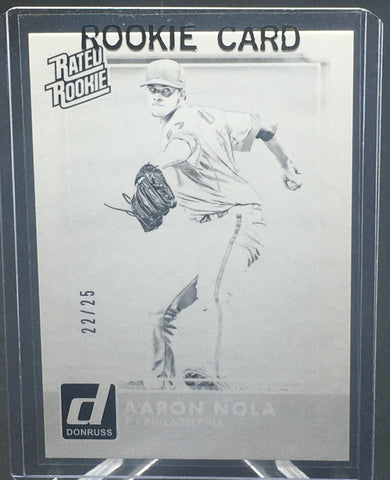 ROOKIE CARD
RATED
ROOKIE
22/25
d
DONRUSS
AARON NOLA
P • PHILADELPHIA